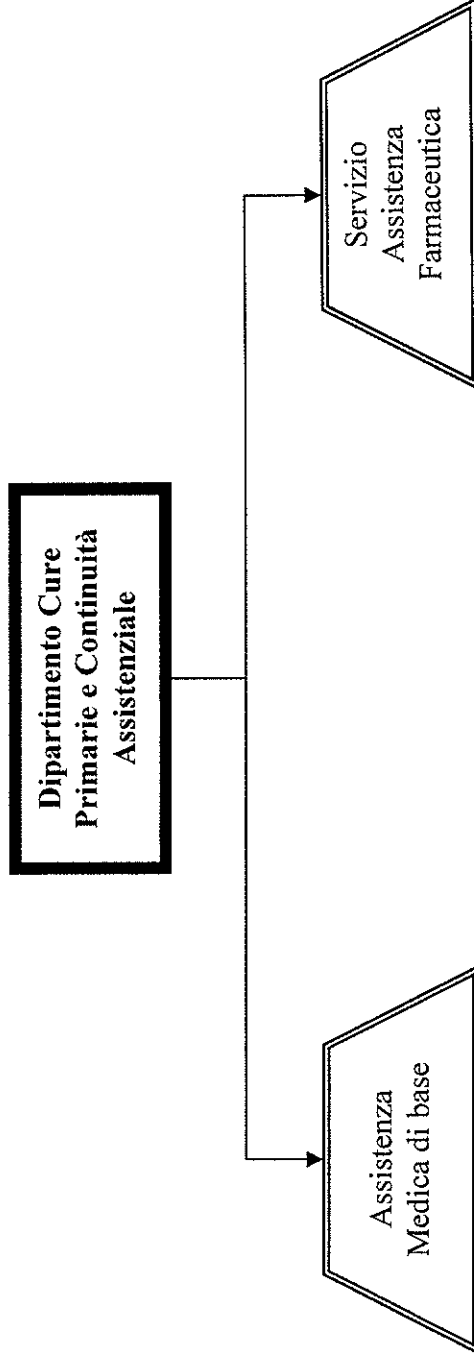 Dipartimento Cure
Primarie e Continuità
Assistenziale
Assistenza
Medica di base
Servizio
Assistenza
Farmaceutica